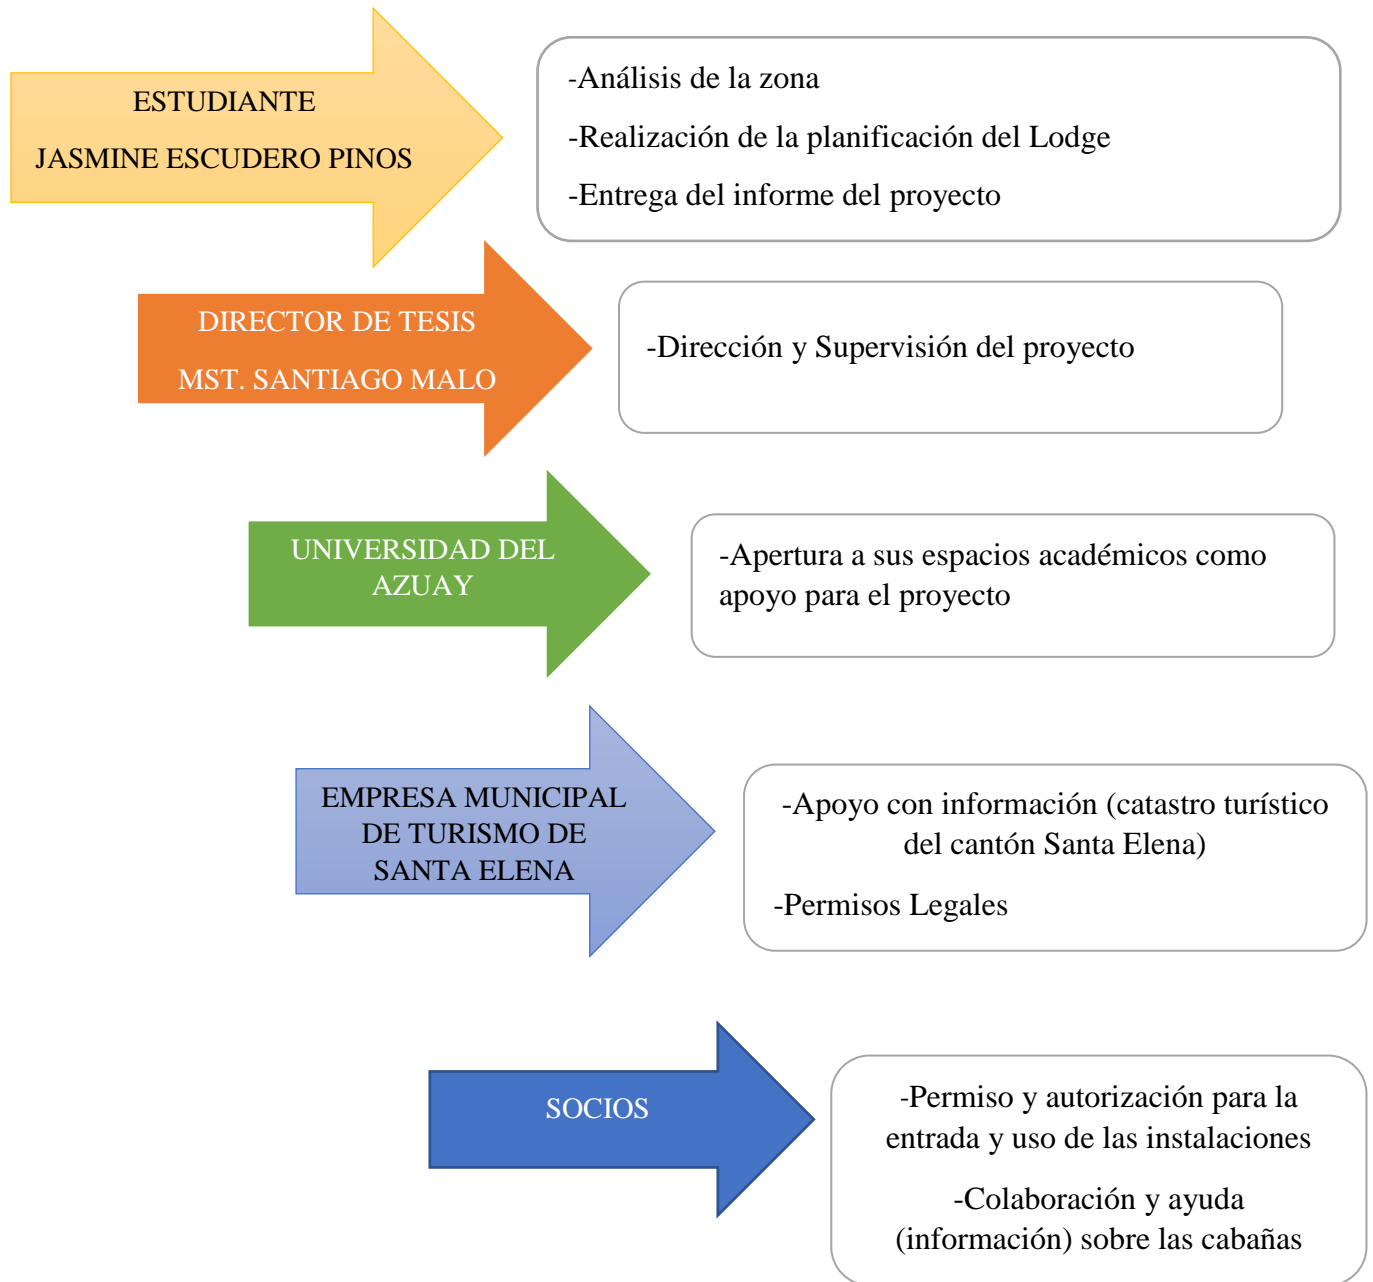 ESTUDIANTE
JASMINE ESCUDERO PINOS
-Análisis de la zona
-Realización de la planificación del Lodge
-Entrega del informe del proyecto
DIRECTOR DE TESIS
MST. SANTIAGO MALO
-Dirección y Supervisión del proyecto
UNIVERSIDAD DEL
AZUAY
-Apertura a sus espacios académicos como
apoyo para el proyecto
EMPRESA MUNICIPAL
DE TURISMO DE
SANTA ELENA
-Apoyo con información (catastro turístico
del cantón Santa Elena)
-Permisos Legales
SOCIOS
-Permiso y autorización para la
entrada y uso de las instalaciones
-Colaboración y ayuda
(información) sobre las cabañas